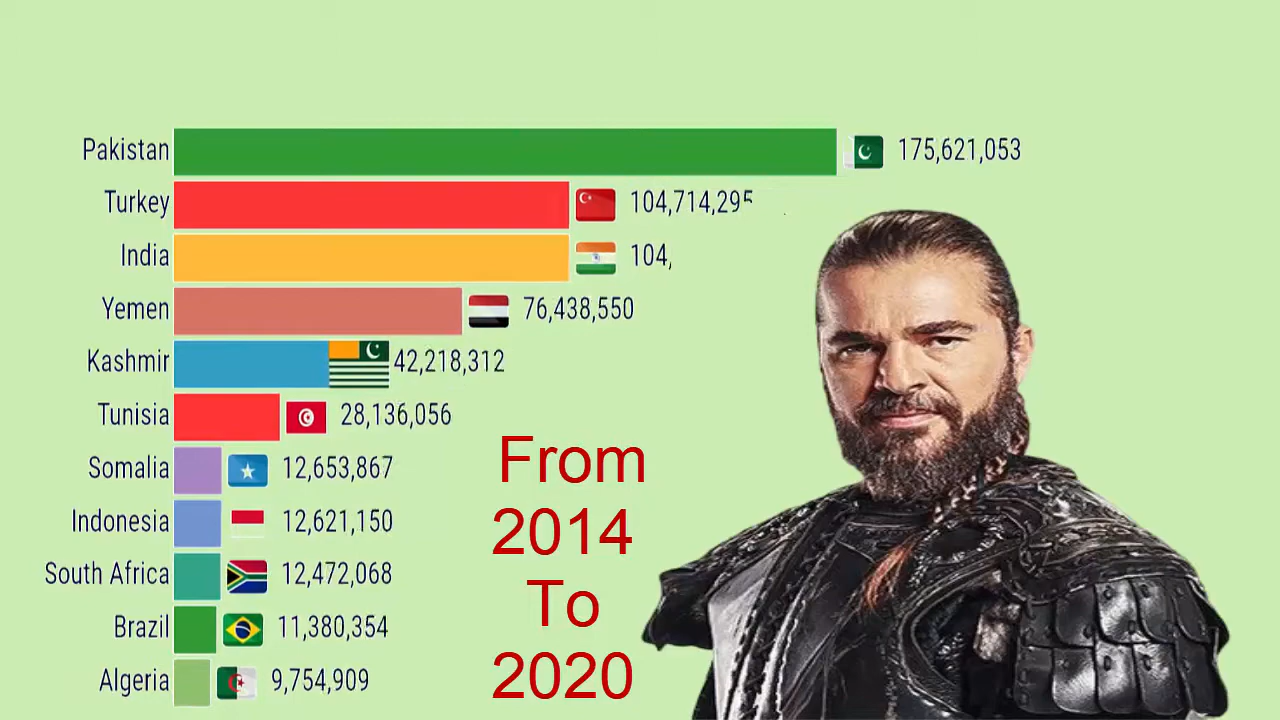 Pakistan 175,621,053
Turkey 104,714,295
India 104,
Yemen 76,438,550
Kashmir 42,218,312
Tunisia 28,136,056
Somalia 12,653,867
Indonesia 12,621,150
South Africa 12,472,068
Brazil 11,380,354
Algeria 9,754,909
From
2014
To
2020